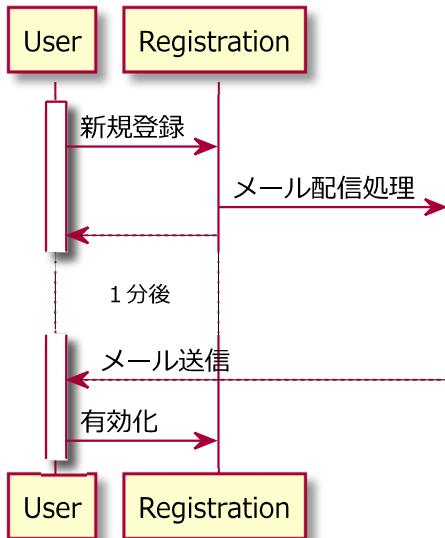 User
Registration
新規登録
メール配信処理
１分後
メール送信
有効化
User
Registration